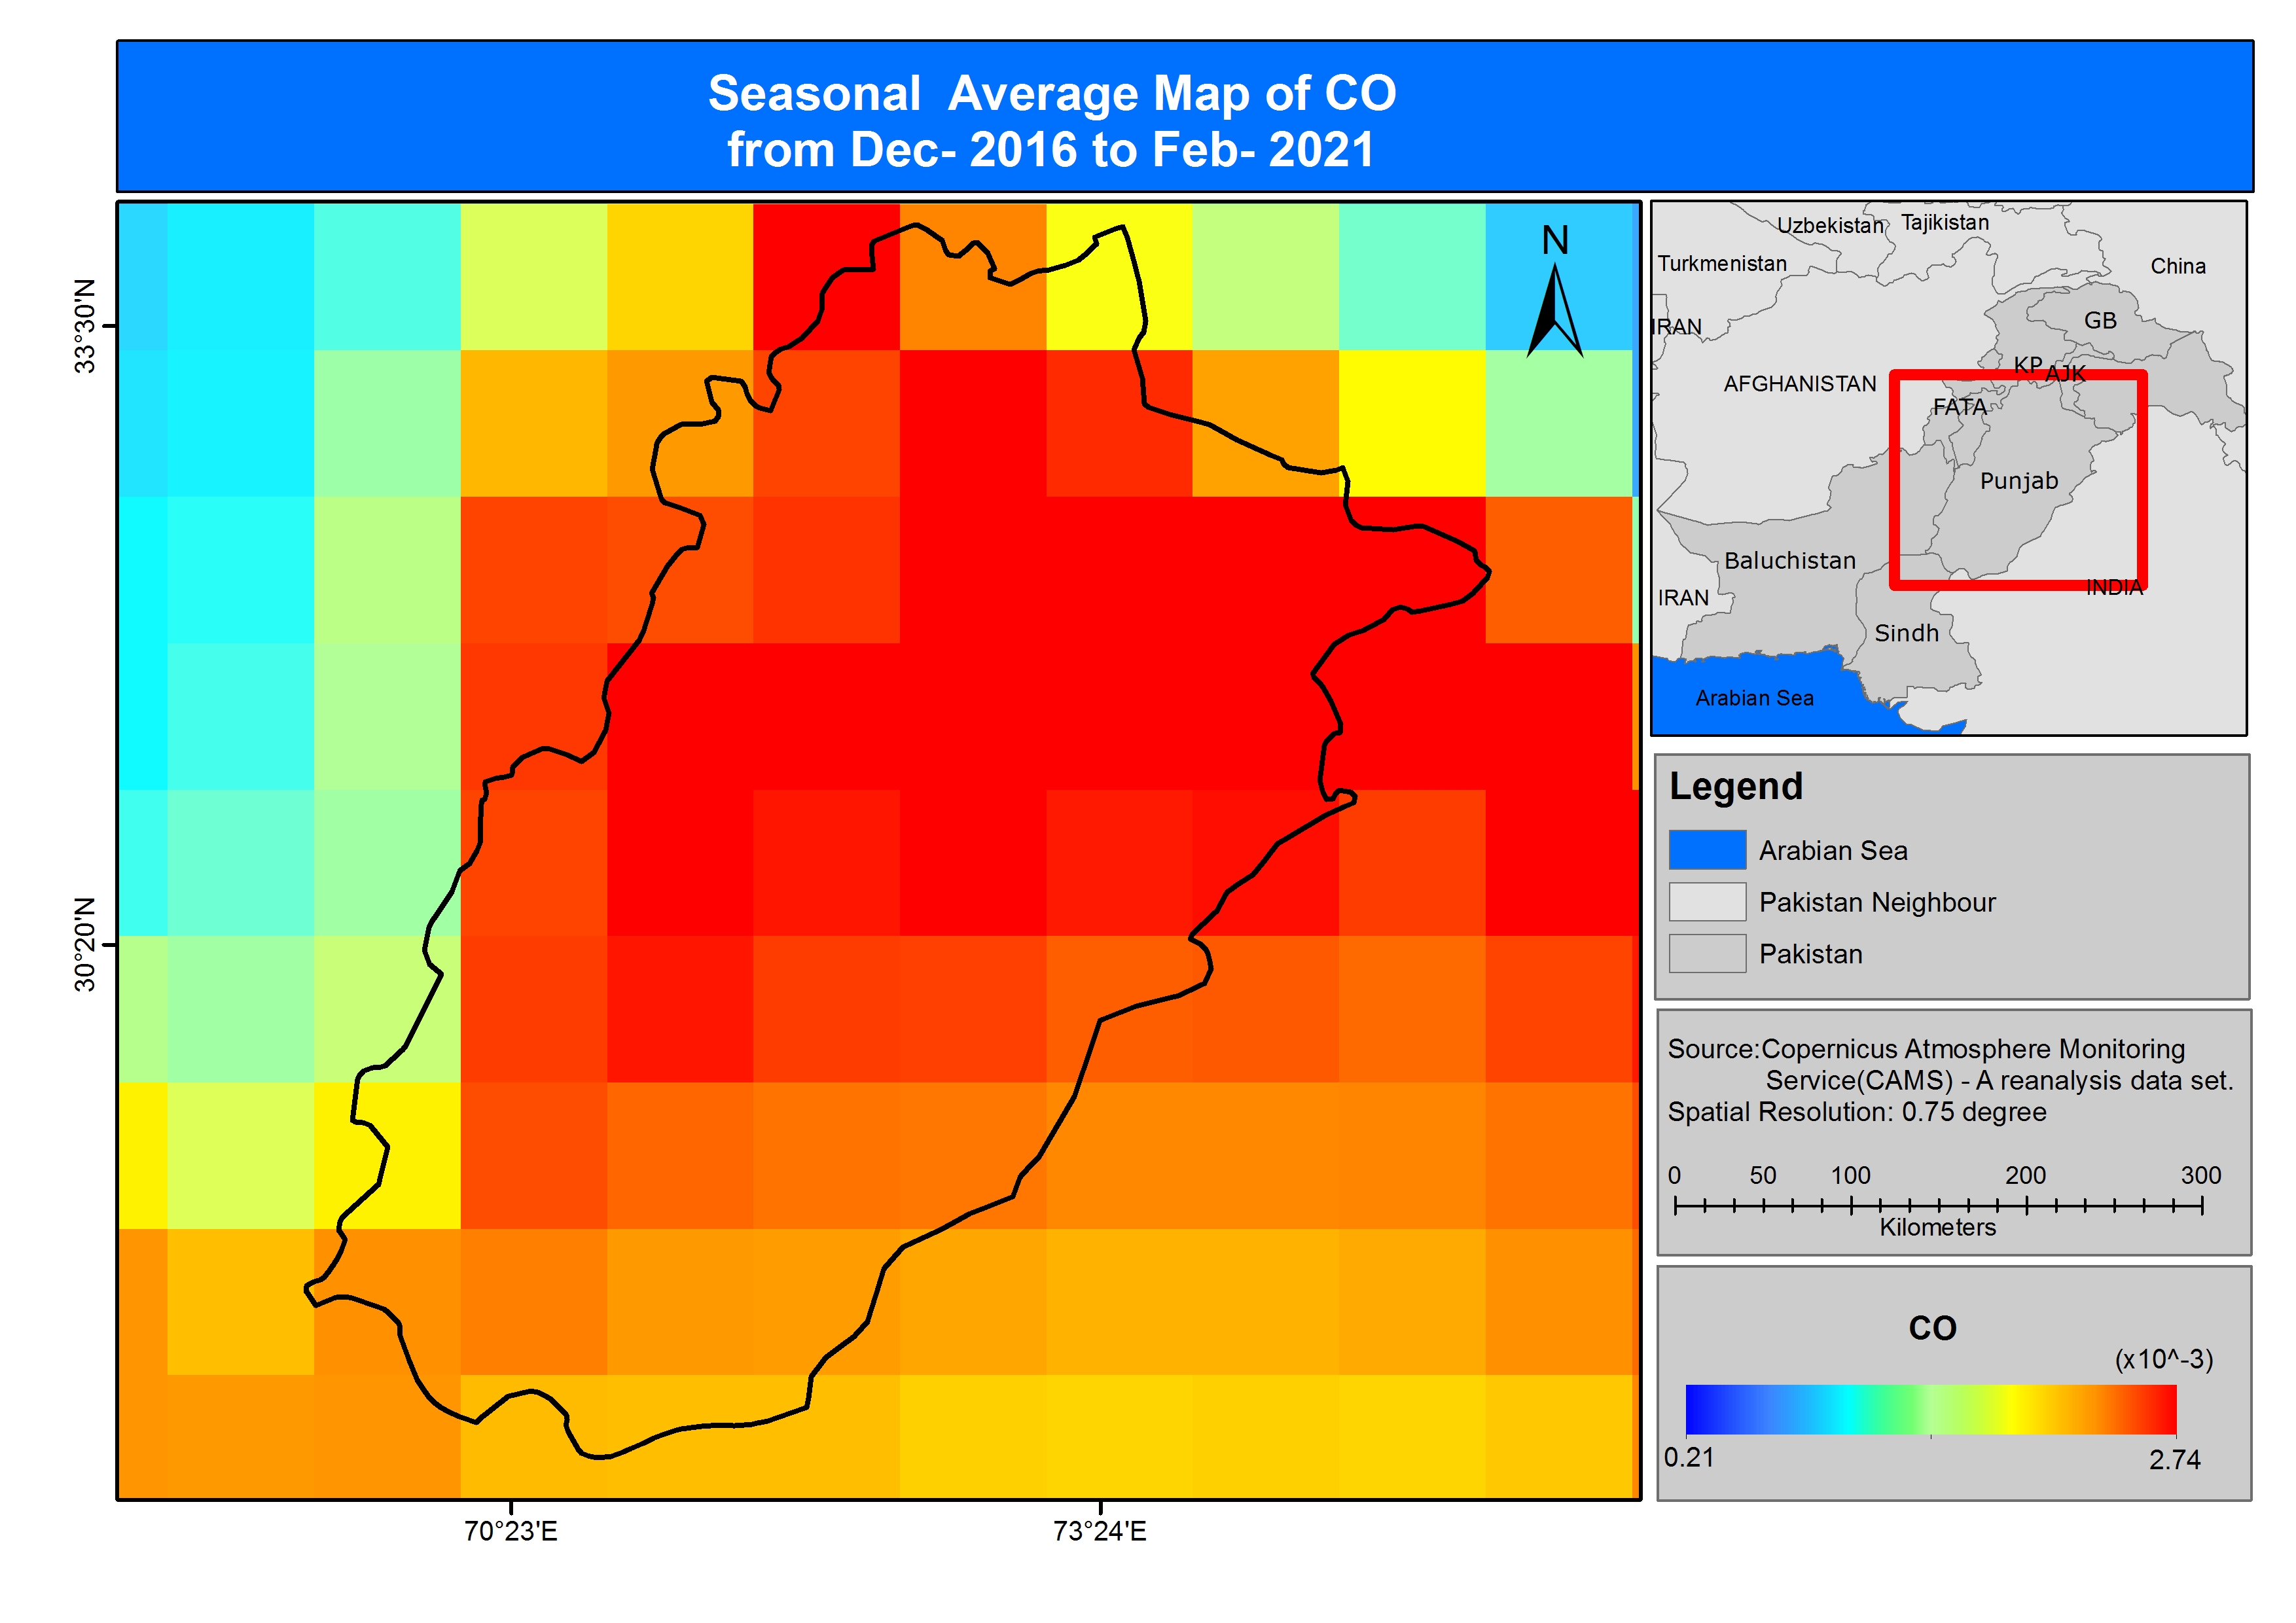 Seasonal  Average Map of CO
from Dec- 2016 to Feb- 2021
N
33°30'N
30°20'N
70°23'E
73°24'E
Uzbekistan
Tajikistan
Turkmenistan
China
IRAN
GB
KP
AJK
AFGHANISTAN
FATA
Punjab
Baluchistan
INDIA
IRAN
Sindh
Arabian Sea
Legend
Arabian Sea
Pakistan Neighbour
Pakistan
Source:Copernicus Atmosphere Monitoring
Service(CAMS) - A reanalysis data set.
Spatial Resolution: 0.75 degree
0 50 100 200 300
Kilometers
CO
(x10^-3)
0.21 2.74